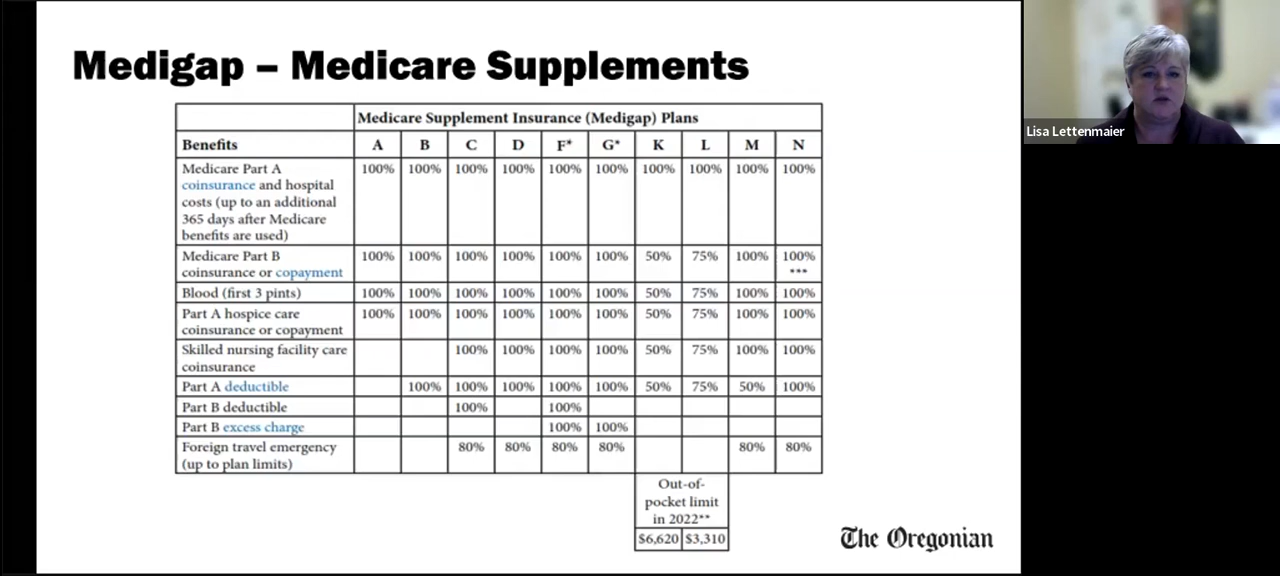 Medigap – Medicare Supplements
Medicare Supplement Insurance (Medigap) Plans
Benefits A B C D F* G* K L M N
Medicare Part A 100% 100% 100% 100% 100% 100% 100% 100% 100% 100%
coinsurance and hospital
costs (up to an additional
365 days after Medicare
benefits are used)
Medicare Part B 100% 100% 100% 100% 100% 100% 50% 75% 100% 100%
coinsurance or copayment ***
Blood (first 3 pints) 100% 100% 100% 100% 100% 100% 50% 75% 100% 100%
Part A hospice care 100% 100% 100% 100% 100% 100% 50% 75% 100% 100%
coinsurance or copayment
Skilled nursing facility care 100% 100% 100% 100% 50% 75% 100% 100%
coinsurance
Part A deductible 100% 100% 100% 100% 100% 50% 75% 50% 100%
Part B deductible 100% 100%
Part B excess charge 100% 100%
Foreign travel emergency 80% 80% 80% 80% 80% 80%
(up to plan limits)
Out-of-
pocket limit
in 2022**
$6,620 $3,310
The Oregonian
Lisa Lettenmaier